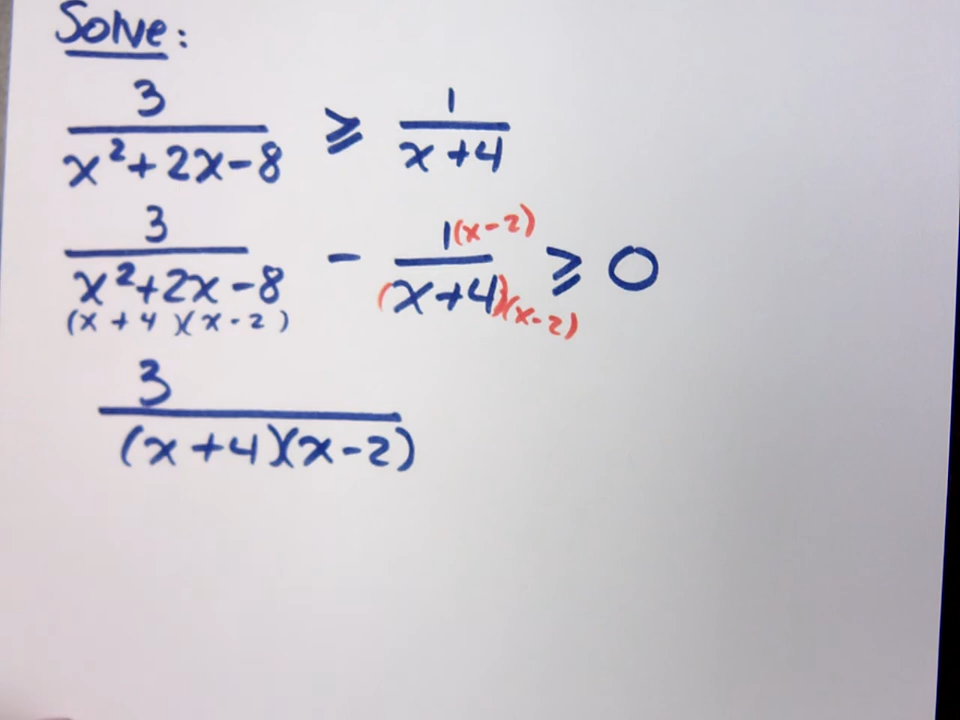 Solve:
3/(x²+2x-8) ≥ 1/(x+4)
3/(x²+2x-8) - 1(x-2)/(x+4)(x-2) ≥ 0
(x+4)(x-2)
3/(x+4)(x-2)